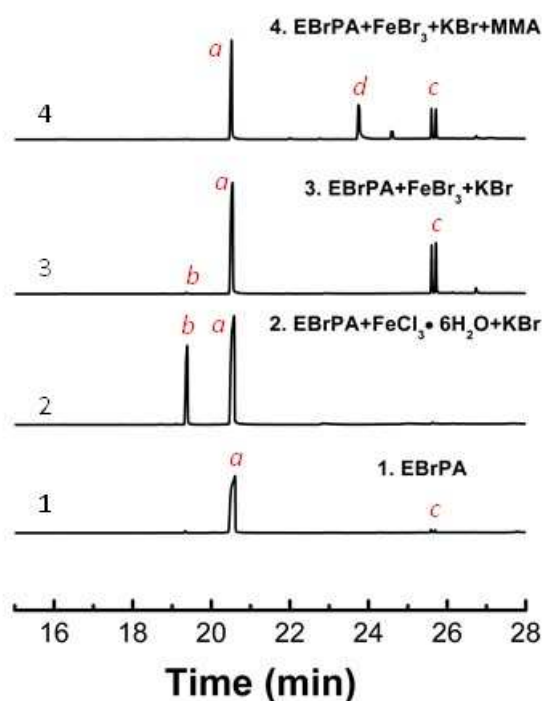 4. EBrPA+FeBr₃+KBr+MMA
a
d
c
4
3. EBrPA+FeBr₃+KBr
a
c
b
3
2. EBrPA+FeCl₃• 6H₂O+KBr
b
a
2
1. EBrPA
a
c
1
16 18 20 22 24 26 28
Time (min)